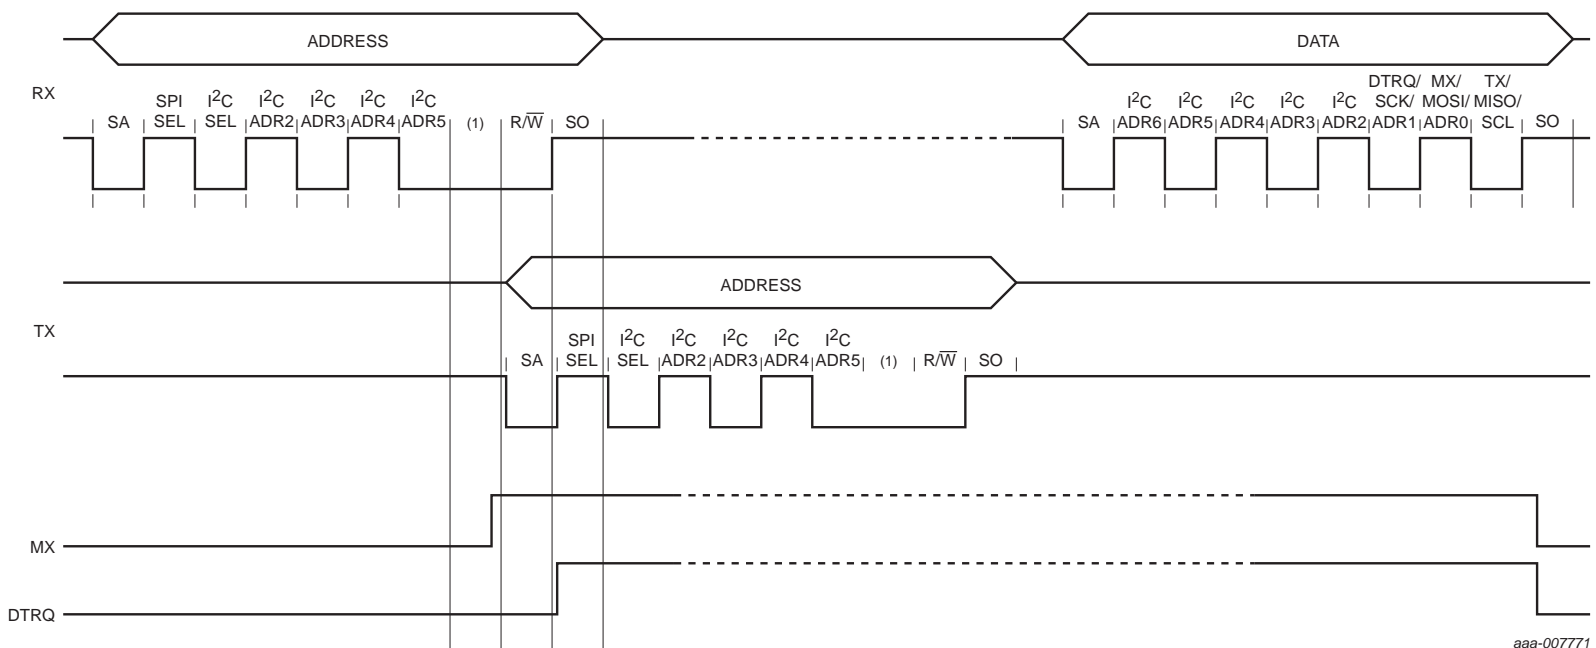 ADDRESS DATA
RX
SA
SPI
SEL
I²C
SEL
I²C
ADR2
I²C
ADR3
I²C
ADR4
I²C
ADR5
(1)
R/W̅
SO
SA
I²C
ADR6
I²C
ADR5
I²C
ADR4
I²C
ADR3
I²C
ADR2
DTRQ/
SCK/
ADR1
MX/
MOSI/
ADR0
TX/
MISO/
SCL
SO
ADDRESS
TX
SA
SPI
SEL
I²C
SEL
I²C
ADR2
I²C
ADR3
I²C
ADR4
I²C
ADR5
(1)
R/W̅
SO
MX
DTRQ
aaa-007771